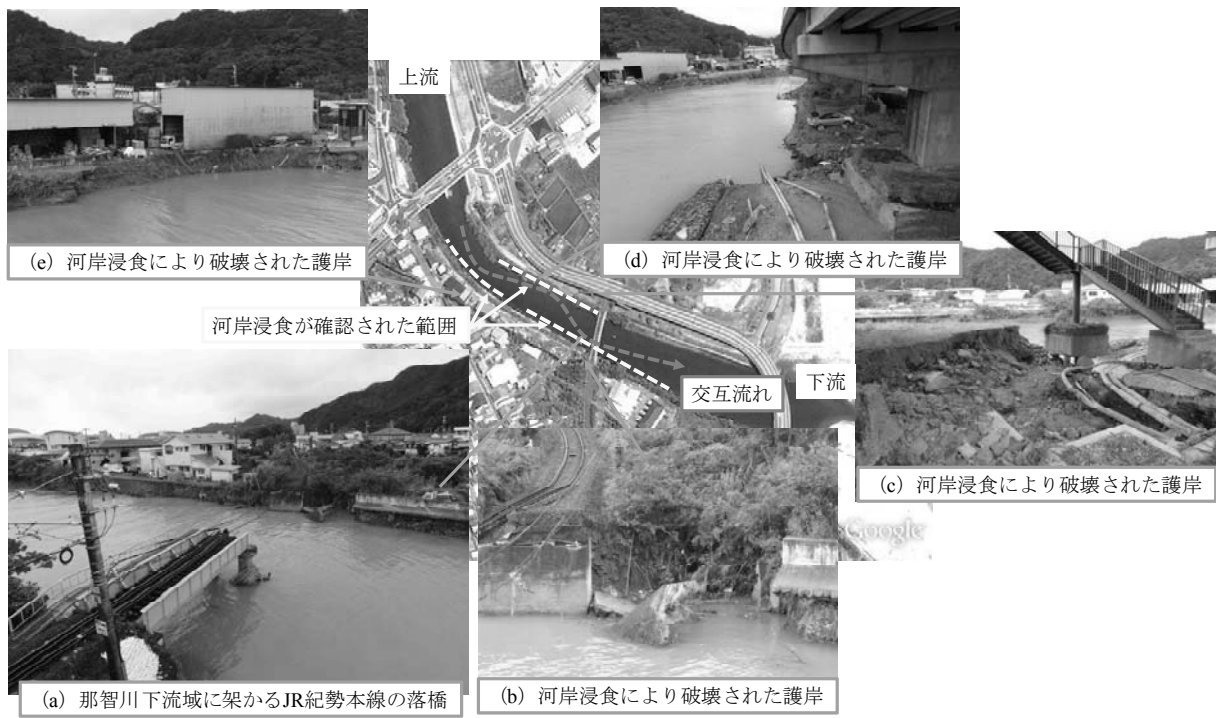 上流
(e) 河岸浸食により破壊された護岸
(d) 河岸浸食により破壊された護岸
河岸浸食が確認された範囲
交互流れ
下流
(c) 河岸浸食により破壊された護岸
Google
(a) 那智川下流域に架かるJR紀勢本線の落橋
(b) 河岸浸食により破壊された護岸